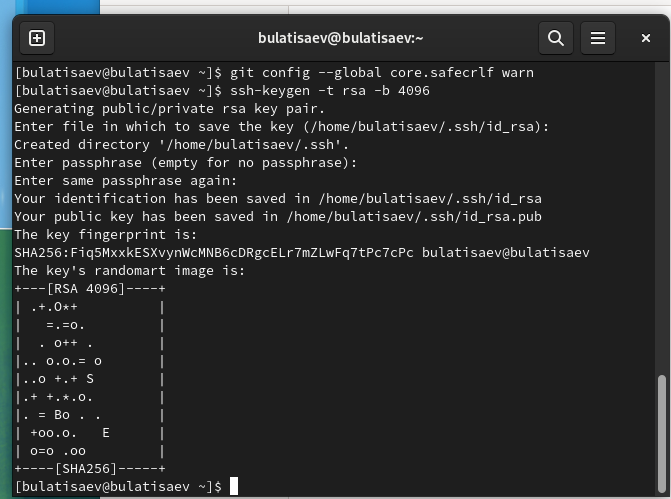 bulatisaev@bulatisaev:~
[bulatisaev@bulatisaev ~]$ git config --global core.safecrlf warn
[bulatisaev@bulatisaev ~]$ ssh-keygen -t rsa -b 4096
Generating public/private rsa key pair.
Enter file in which to save the key (/home/bulatisaev/.ssh/id_rsa):
Created directory '/home/bulatisaev/.ssh'.
Enter passphrase (empty for no passphrase):
Enter same passphrase again:
Your identification has been saved in /home/bulatisaev/.ssh/id_rsa
Your public key has been saved in /home/bulatisaev/.ssh/id_rsa.pub
The key fingerprint is:
SHA256:Fiq5MxxkESXvynWcMNB6cDRgcELr7mZLwFq7tPc7cPc bulatisaev@bulatisaev
The key's randomart image is:
+---[RSA 4096]----+
| .+.O*+          |
|   =.=o.         |
|  . o++ .        |
|.. o.o.= o       |
|..o +.+ S        |
|.+ +.*.o.        |
|. = Bo . .       |
| +oo.o.   E      |
| o=o .oo         |
+----[SHA256]-----+
[bulatisaev@bulatisaev ~]$